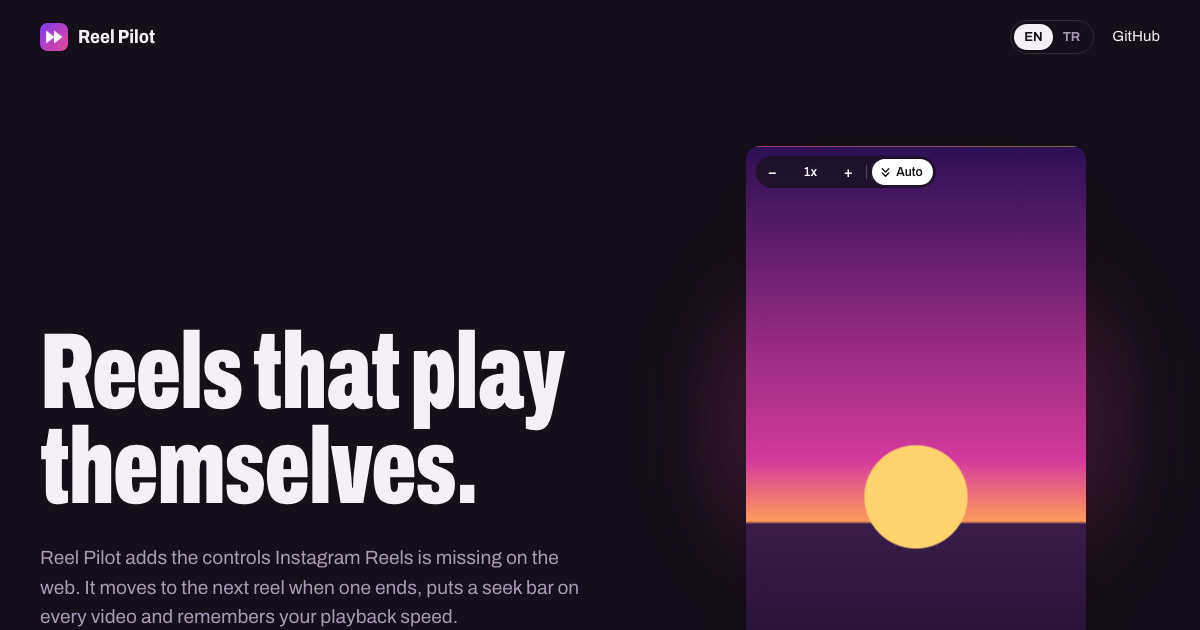 Reel Pilot
EN TR GitHub
− 1x + Auto
Reels that play
themselves.
Reel Pilot adds the controls Instagram Reels is missing on the
web. It moves to the next reel when one ends, puts a seek bar on
every video and remembers your playback speed.